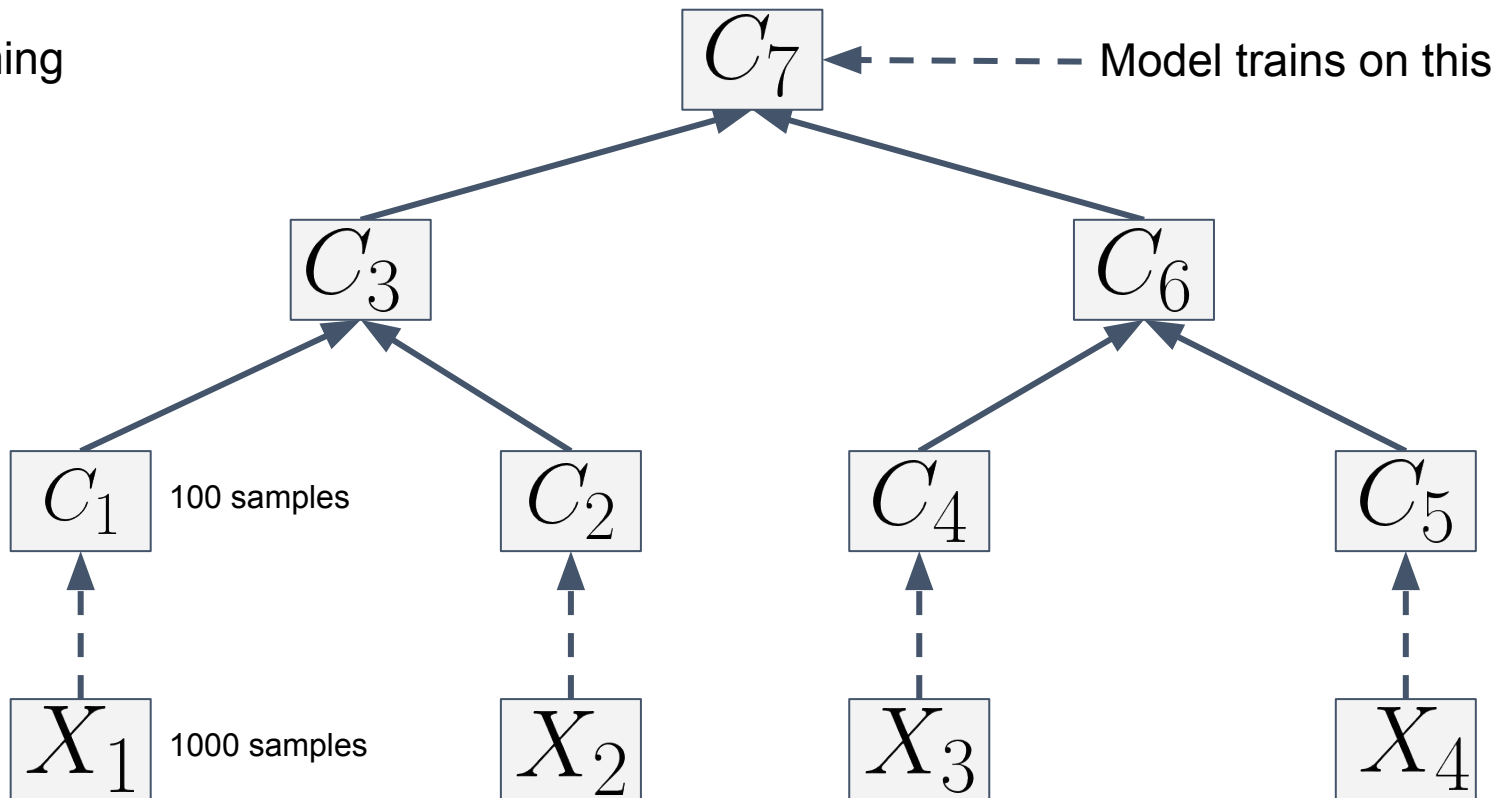 C₇
Model trains on this
C₃
C₆
C₁
100 samples
C₂
C₄
C₅
X₁
1000 samples
X₂
X₃
X₄